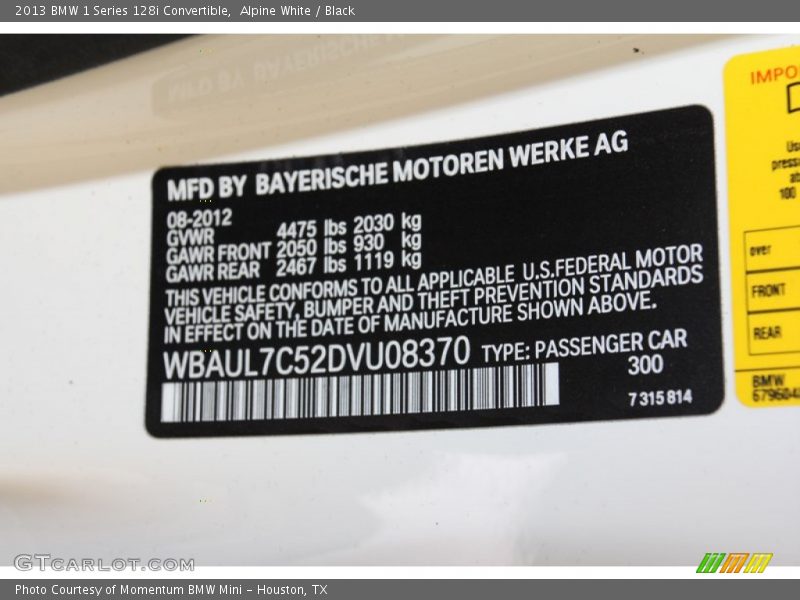 2013 BMW 1 Series 128i Convertible,  Alpine White / Black
MFD BY BAYERISCHE MOTOREN WERKE AG
08-2012
GVWR 4475 lbs 2030 kg
GAWR FRONT 2050 lbs 930 kg
GAWR REAR 2467 lbs 1119 kg
THIS VEHICLE CONFORMS TO ALL APPLICABLE U.S.FEDERAL MOTOR
VEHICLE SAFETY, BUMPER AND THEFT PREVENTION STANDARDS
IN EFFECT ON THE DATE OF MANUFACTURE SHOWN ABOVE.
WBAUL7C52DVU08370 TYPE: PASSENGER CAR
300
7 315 814
over
FRONT
REAR
BMW
GTCARLOT.COM
Photo Courtesy of Momentum BMW Mini – Houston, TX